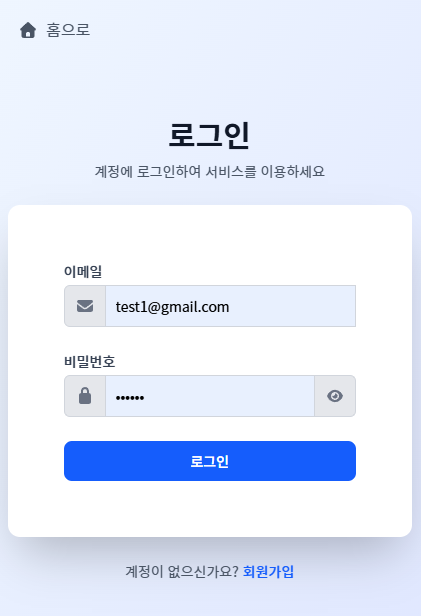 홈으로
로그인
계정에 로그인하여 서비스를 이용하세요
이메일
test1@gmail.com
비밀번호
••••••
로그인
계정이 없으신가요? 회원가입